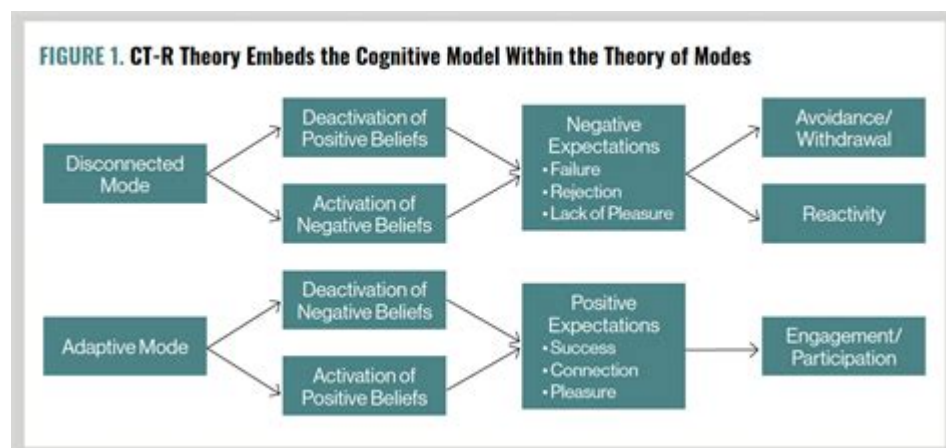 FIGURE 1. CT-R Theory Embeds the Cognitive Model Within the Theory of Modes
Disconnected
Mode
Deactivation of
Positive Beliefs
Activation of
Negative Beliefs
Negative
Expectations
• Failure
• Rejection
• Lack of Pleasure
Avoidance/
Withdrawal
Reactivity
Adaptive Mode
Deactivation of
Negative Beliefs
Activation of
Positive Beliefs
Positive
Expectations
• Success
• Connection
• Pleasure
Engagement/
Participation